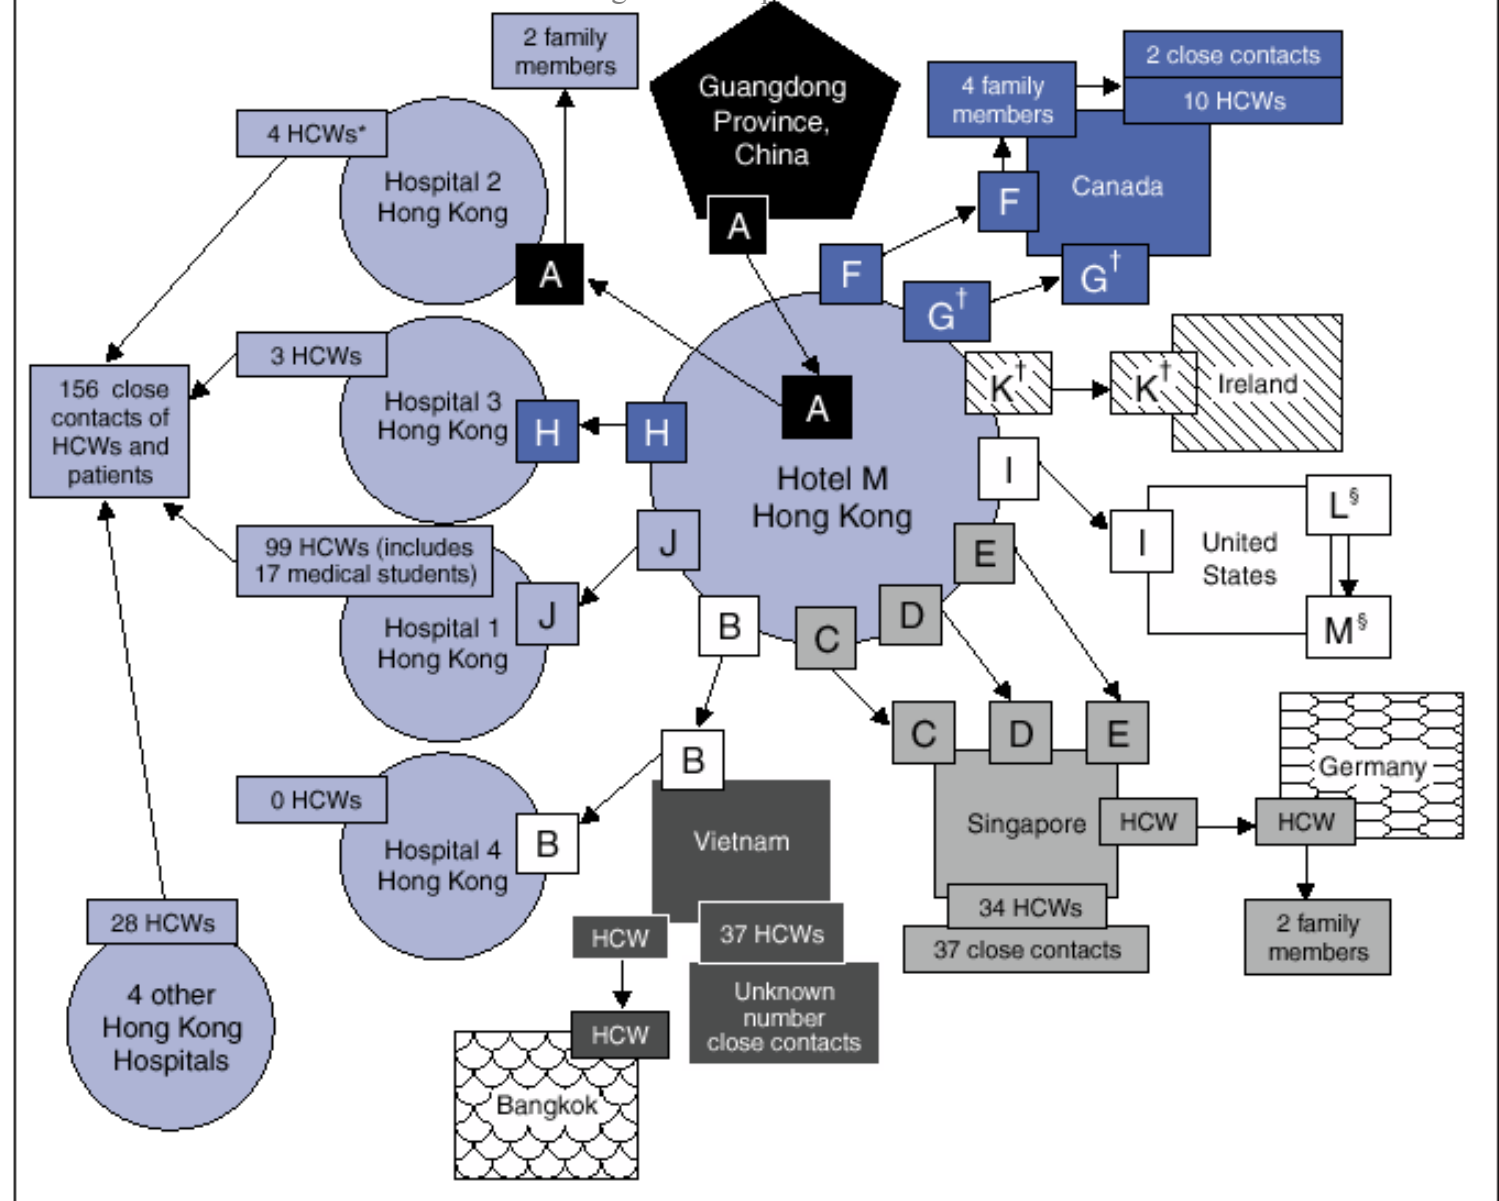 2 family
members
Guangdong
Province,
China
A
2 close contacts
10 HCWs
4 family
members
Canada
F
F
G†
G†
4 HCWs*
Hospital 2
Hong Kong
A
3 HCWs
Hospital 3
Hong Kong
H
H
A
Hotel M
Hong Kong
K†
K†
Ireland
156 close
contacts of
HCWs and
patients
I
I
United
States
L§
M§
99 HCWs (includes
17 medical students)
Hospital 1
Hong Kong
J
J
E
D
C
B
C
D
E
B
0 HCWs
Hospital 4
Hong Kong
B
Vietnam
Singapore
HCW
HCW
Germany
34 HCWs
37 close contacts
2 family
members
28 HCWs
4 other
Hong Kong
Hospitals
HCW
37 HCWs
Unknown
number
close contacts
HCW
Bangkok